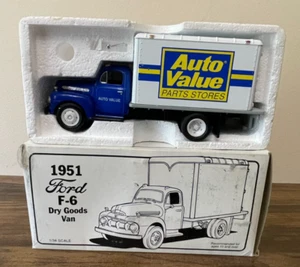 Auto
Value
PARTS STORES
AUTO VALUE
1951
Ford
F-6
Dry Goods
Van
1/34 SCALE